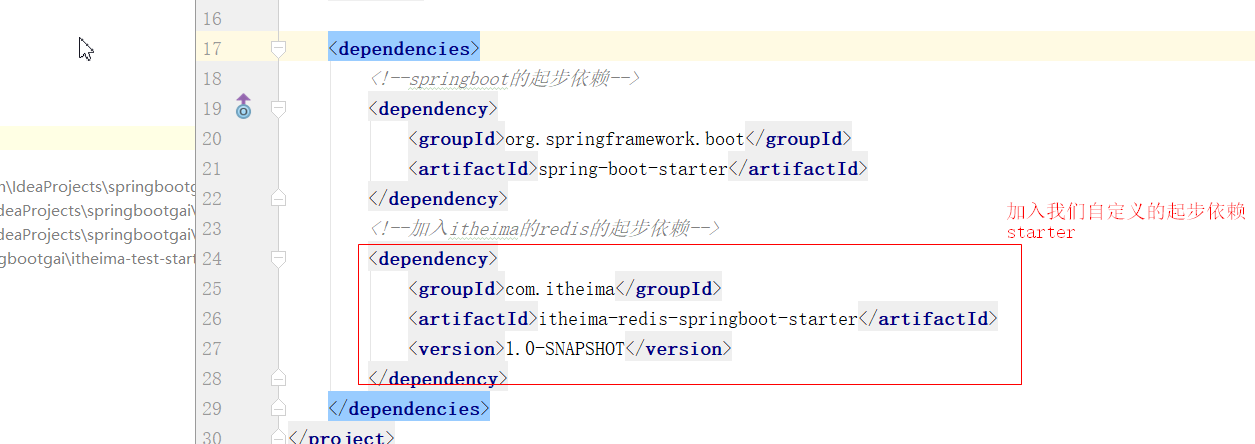 16
17 <dependencies>
18 <!--springboot的起步依赖-->
19 <dependency>
20 <groupId>org.springframework.boot</groupId>
21 <artifactId>spring-boot-starter</artifactId>
22 </dependency>
23 <!--加入itheima的redis的起步依赖-->
24 <dependency>
25 <groupId>com.itheima</groupId>
26 <artifactId>itheima-redis-springboot-starter</artifactId>
27 <version>1.0-SNAPSHOT</version>
28 </dependency>
29 </dependencies>
30 </project>
n\IdeaProjects\springbootg
deaProjects\springbootgai\
deaProjects\springbootgai\
ngbootgai\itheima-test-start
加入我们自定义的起步依赖
starter